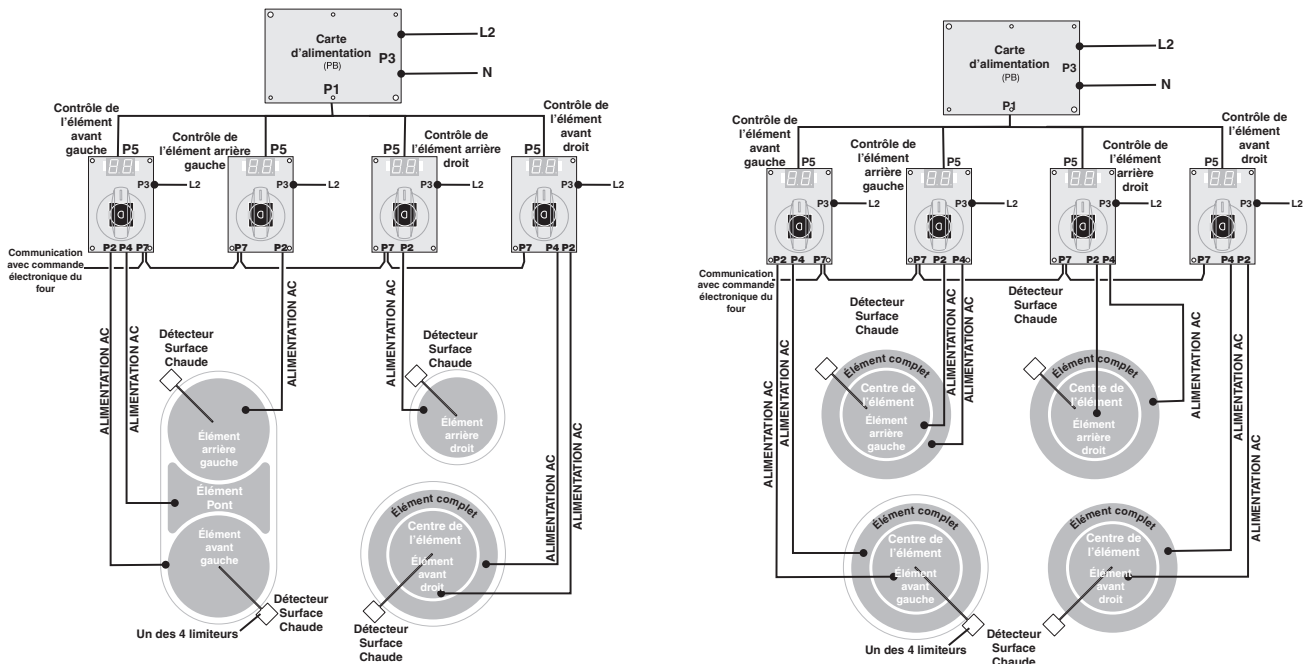 Carte
d'alimentation
(PB)
P3
P1
L2
N
Contrôle de
l'élément
avant
gauche
Contrôle de
l'élément arrière
gauche
Contrôle de
l'élément arrière
droit
Contrôle de
l'élément
avant
droit
P5
P5
P5
P5
P3
L2
P3
L2
P3
L2
P3
L2
P2 P4 P7
P7 P2
P7 P2
P7 P4 P2
Communication
avec commande
électronique du
four
ALIMENTATION AC
ALIMENTATION AC
ALIMENTATION AC
ALIMENTATION AC
ALIMENTATION AC
ALIMENTATION AC
Détecteur
Surface
Chaude
Détecteur
Surface
Chaude
Élément
arrière
gauche
Élément
Pont
Élément
avant
gauche
Élément
arrière
droit
Élément complet
Centre de
l'élément
Élément
avant
droit
Détecteur
Surface
Chaude
Un des 4 limiteurs
Détecteur
Surface
Chaude
Carte
d'alimentation
(PB)
P3
P1
L2
N
Contrôle de
l'élément
avant
gauche
Contrôle de
l'élément
arrière
gauche
Contrôle de
l'élément
arrière
droit
Contrôle de
l'élément
avant
droit
P5
P5
P5
P5
P3
L2
P3
L2
P3
L2
P3
L2
P2 P4 P7
P7 P2 P4
P7 P2 P4
P7 P4 P2
Communication
avec commande
électronique du
four
Détecteur
Surface
Chaude
Détecteur
Surface
Chaude
ALIMENTATION AC
ALIMENTATION AC
ALIMENTATION AC
ALIMENTATION AC
ALIMENTATION AC
ALIMENTATION AC
ALIMENTATION AC
Élément complet
Centre de
l'élément
Élément
arrière
gauche
Élément complet
Centre de
l'élément
Élément
arrière
droit
Élément complet
Centre de
l'élément
Élément
avant
gauche
Élément complet
Centre de
l'élément
Élément
avant
droit
Un des 4 limiteurs
Détecteur
Surface
Chaude